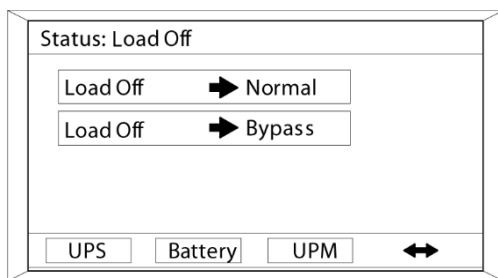 Status: Load Off
Load Off Normal
Load Off Bypass
UPS Battery UPM